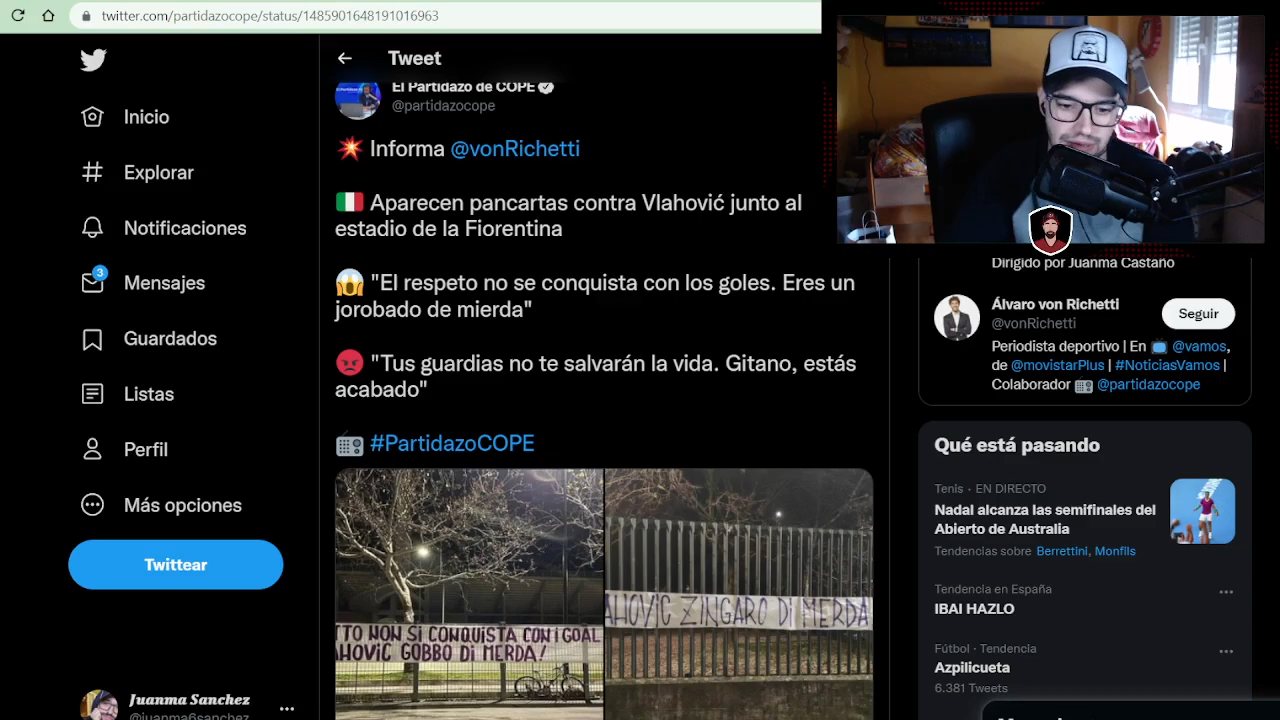 twitter.com/partidazocope/status/1485901648191016963
Tweet
El Partidazo de COPE
@partidazocope
Inicio
Explorar
Notificaciones
3
Mensajes
Guardados
Listas
Perfil
Más opciones
Twittear
Juanma Sanchez
@juanma6sanchez
💥 Informa @vonRichetti
🇮🇹 Aparecen pancartas contra Vlahović junto al
estadio de la Fiorentina
😱 "El respeto no se conquista con los goles. Eres un
jorobado de mierda"
😡 "Tus guardias no te salvarán la vida. Gitano, estás
acabado"
📻 #PartidazoCOPE
TTO NON SI CONQUISTA CON I GOAL
AHOVIC GOBBO DI MERDA!
AHOVIC ZINGARO DI MERDA
Dirigido por Juanma Castaño
Álvaro von Richetti
@vonRichetti
Seguir
Periodista deportivo | En 📺 @vamos,
de @movistarPlus | #NoticiasVamos |
Colaborador 📻 @partidazocope
Qué está pasando
Tenis · EN DIRECTO
Nadal alcanza las semifinales del
Abierto de Australia
Tendencias sobre Berrettini, Monfils
Tendencia en España
IBAI HAZLO
Fútbol · Tendencia
Azpilicueta
6.381 Tweets